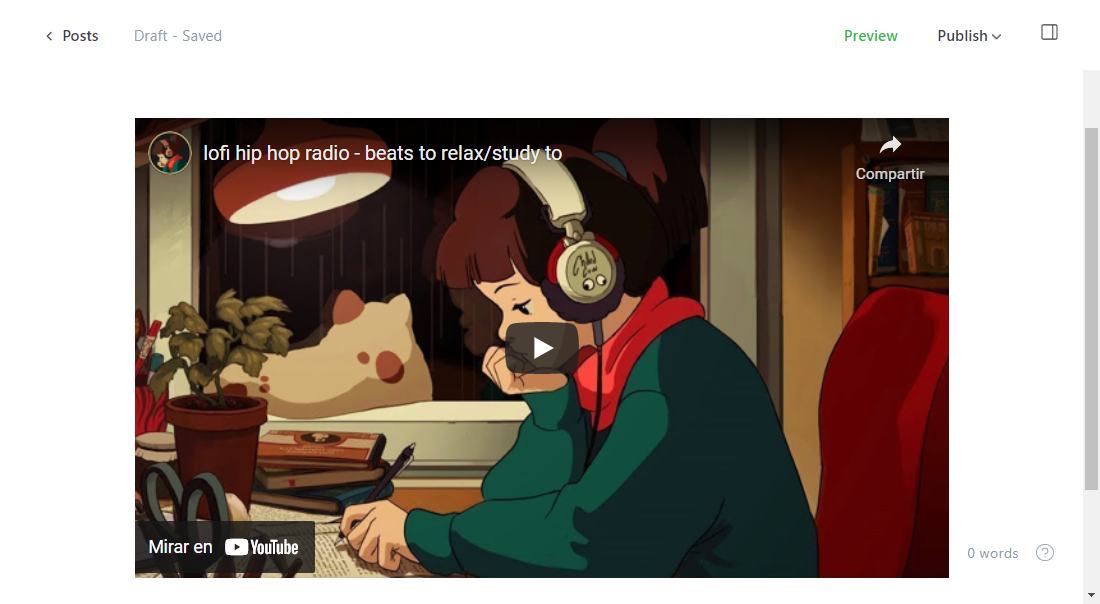 Posts
Draft - Saved
Preview
Publish
lofi hip hop radio - beats to relax/study to
Compartir
Mirar en YouTube
0 words
?